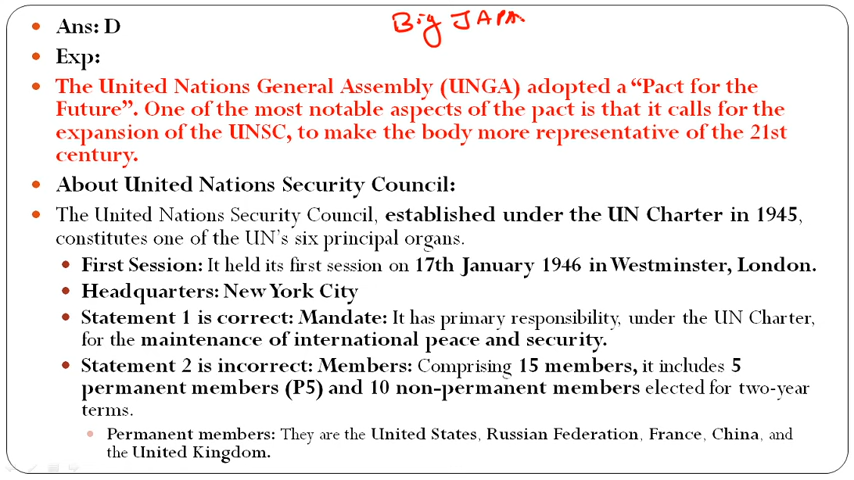 Big JAPA
Ans: D
Exp:
The United Nations General Assembly (UNGA) adopted a “Pact for the
Future”. One of the most notable aspects of the pact is that it calls for the
expansion of the UNSC, to make the body more representative of the 21st
century.
About United Nations Security Council:
The United Nations Security Council, established under the UN Charter in 1945,
constitutes one of the UN’s six principal organs.
First Session: It held its first session on 17th January 1946 in Westminster, London.
Headquarters: New York City
Statement 1 is correct: Mandate: It has primary responsibility, under the UN Charter,
for the maintenance of international peace and security.
Statement 2 is incorrect: Members: Comprising 15 members, it includes 5
permanent members (P5) and 10 non-permanent members elected for two-year
terms.
Permanent members: They are the United States, Russian Federation, France, China, and
the United Kingdom.